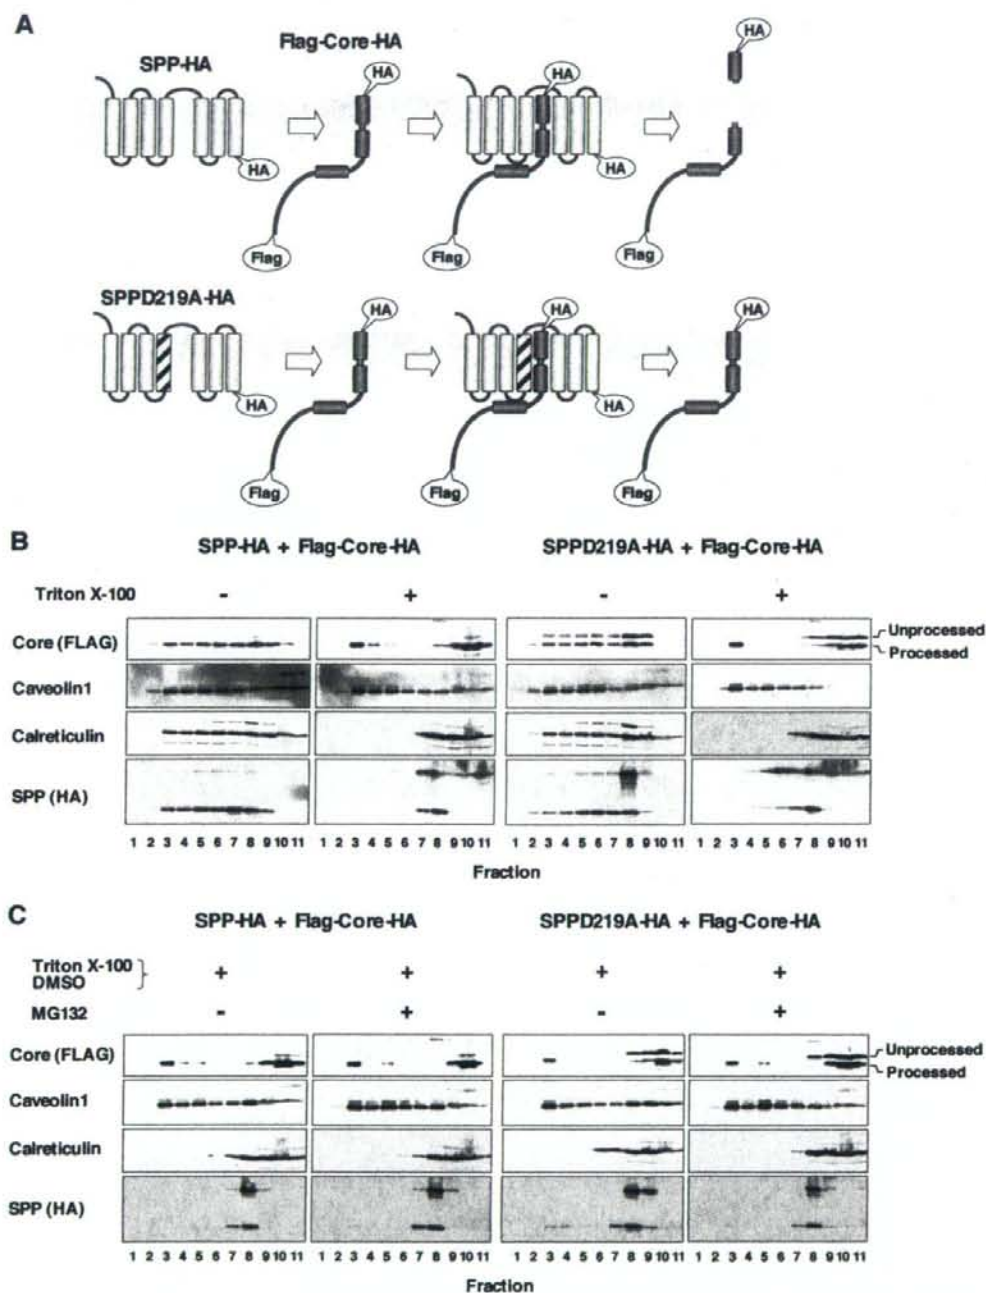 A
SPP-HA
Flag-Core-HA
HA
HA
HA
HA
HA
Flag
Flag
Flag
SPPD219A-HA
HA
HA
HA
HA
HA
Flag
Flag
Flag
B
SPP-HA + Flag-Core-HA SPPD219A-HA + Flag-Core-HA
Triton X-100 - + - +
Core (FLAG)
Unprocessed
Processed
Caveolin1
Calreticulin
SPP (HA)
1 2 3 4 5 6 7 8 9 10 11 1 2 3 4 5 6 7 8 9 10 11 1 2 3 4 5 6 7 8 9 10 11 1 2 3 4 5 6 7 8 9 10 11
Fraction
C
SPP-HA + Flag-Core-HA SPPD219A-HA + Flag-Core-HA
Triton X-100
DMSO + + + +
MG132 - + - +
Core (FLAG)
Unprocessed
Processed
Caveolin1
Calreticulin
SPP (HA)
1 2 3 4 5 6 7 8 9 10 11 1 2 3 4 5 6 7 8 9 10 11 1 2 3 4 5 6 7 8 9 10 11 1 2 3 4 5 6 7 8 9 10 11
Fraction